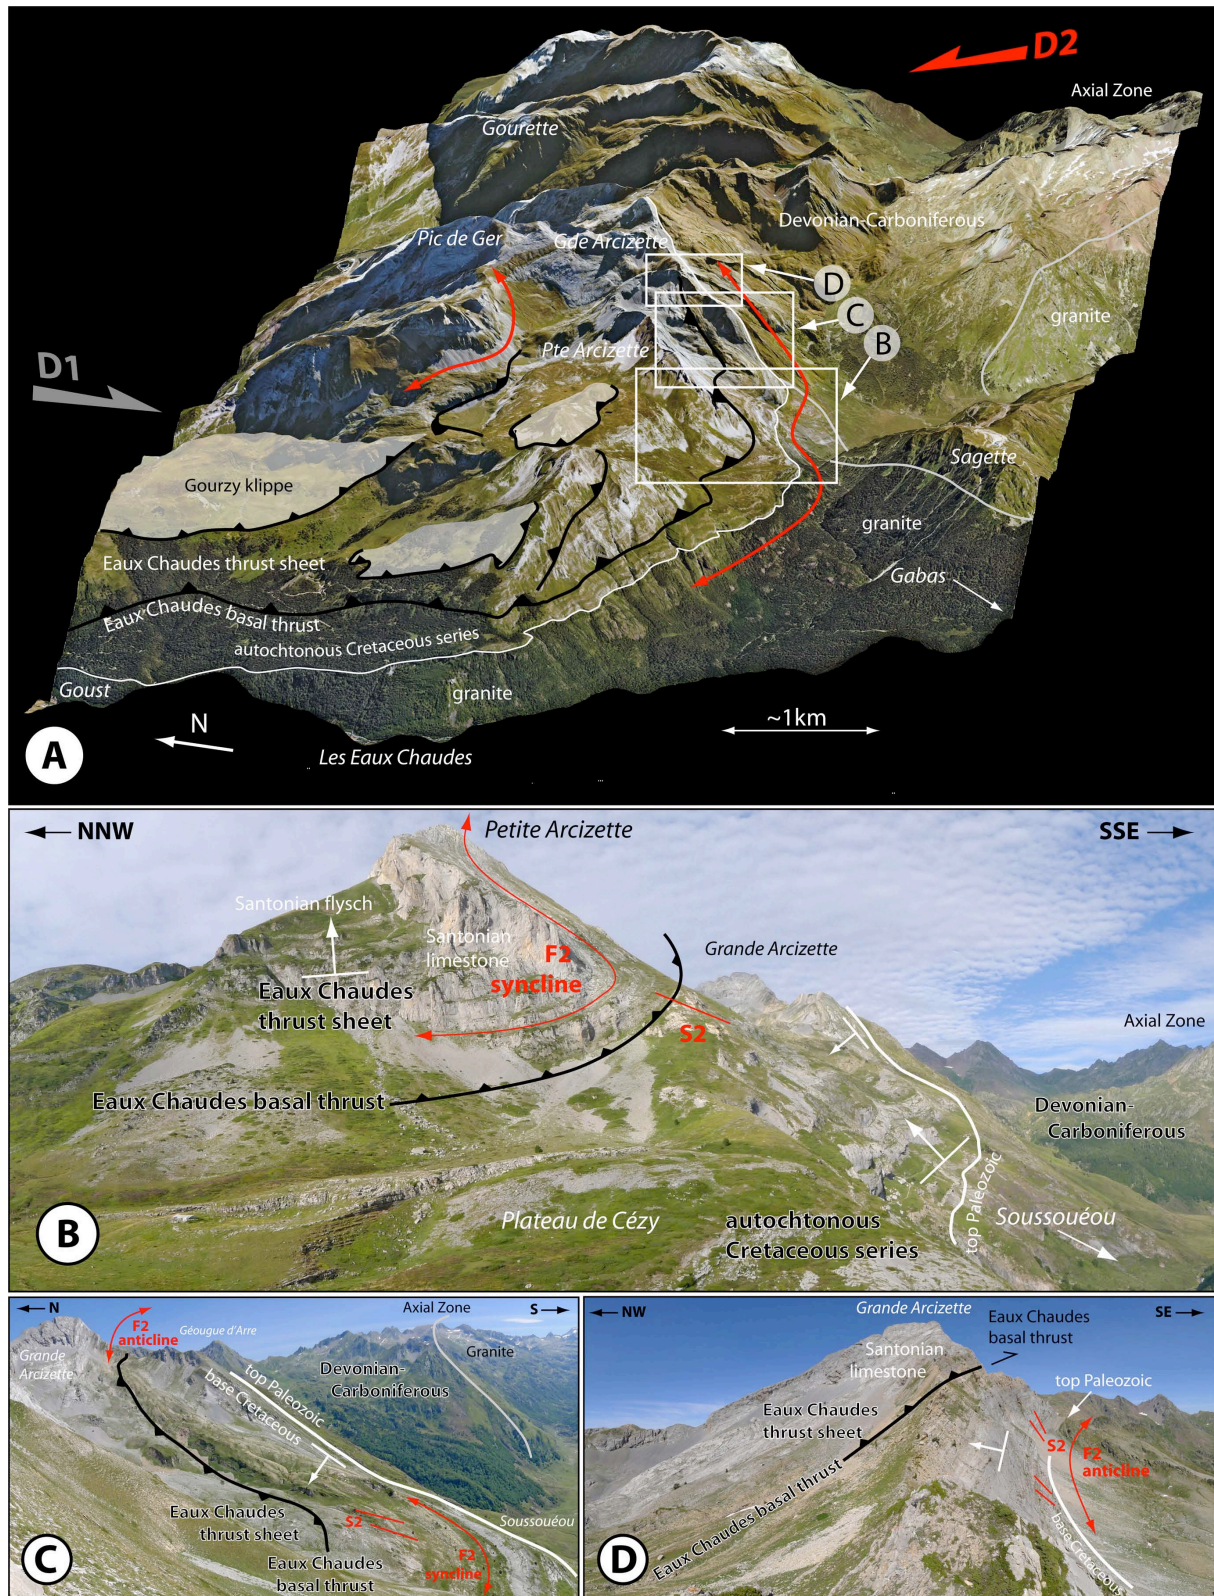 D2
Axial Zone
Gourette
Devonian-Carboniferous
Pic de Ger
Gde Arcizette
D
C
B
granite
Pte Arcizette
D1
Sagette
Gourzy klippe
granite
Eaux Chaudes thrust sheet
Gabas
Eaux Chaudes basal thrust
autochtonous Cretaceous series
Goust
granite
N
~1km
A
Les Eaux Chaudes
NNW
Petite Arcizette
SSE
Santonian flysch
Santonian
limestone
F2
syncline
Grande Arcizette
Eaux Chaudes
thrust sheet
S2
Axial Zone
Eaux Chaudes basal thrust
Devonian-
Carboniferous
B
Plateau de Cézy
autochtonous
Cretaceous series
top Paleozoic
Soussouéou
N
F2
anticline
Géougue d'Arre
Axial Zone
S
Grande
Arcizette
Granite
Devonian-
Carboniferous
top Paleozoic
base Cretaceous
Eaux Chaudes
thrust sheet
S2
Soussouéou
C
Eaux Chaudes
basal thrust
F2
syncline
NW
Grande Arcizette
SE
Eaux Chaudes
basal thrust
Santonian
limestone
top Paleozoic
Eaux Chaudes
thrust sheet
S2
F2
anticline
Eaux Chaudes basal thrust
base Cretaceous
D